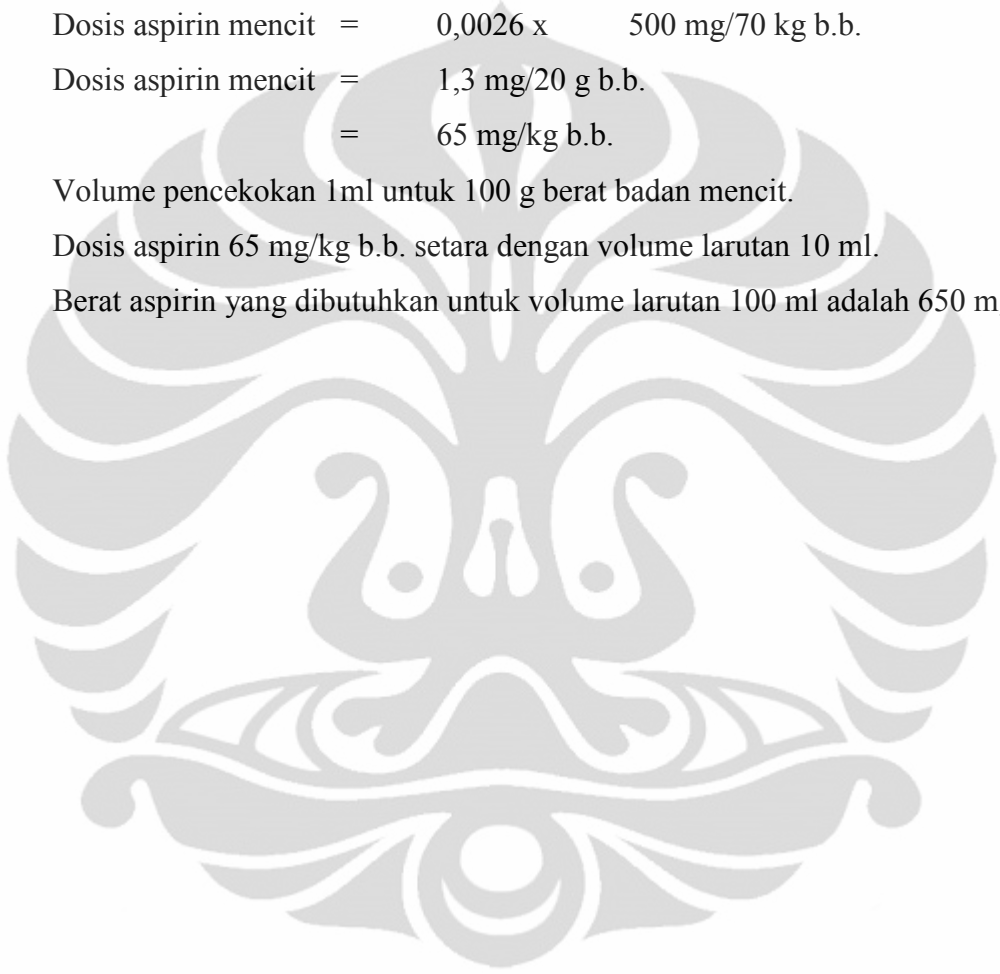 Dosis aspirin mencit = 0,0026 x 500 mg/70 kg b.b.
Dosis aspirin mencit = 1,3 mg/20 g b.b.
= 65 mg/kg b.b.
Volume pencekokan 1ml untuk 100 g berat badan mencit.
Dosis aspirin 65 mg/kg b.b. setara dengan volume larutan 10 ml.
Berat aspirin yang dibutuhkan untuk volume larutan 100 ml adalah 650